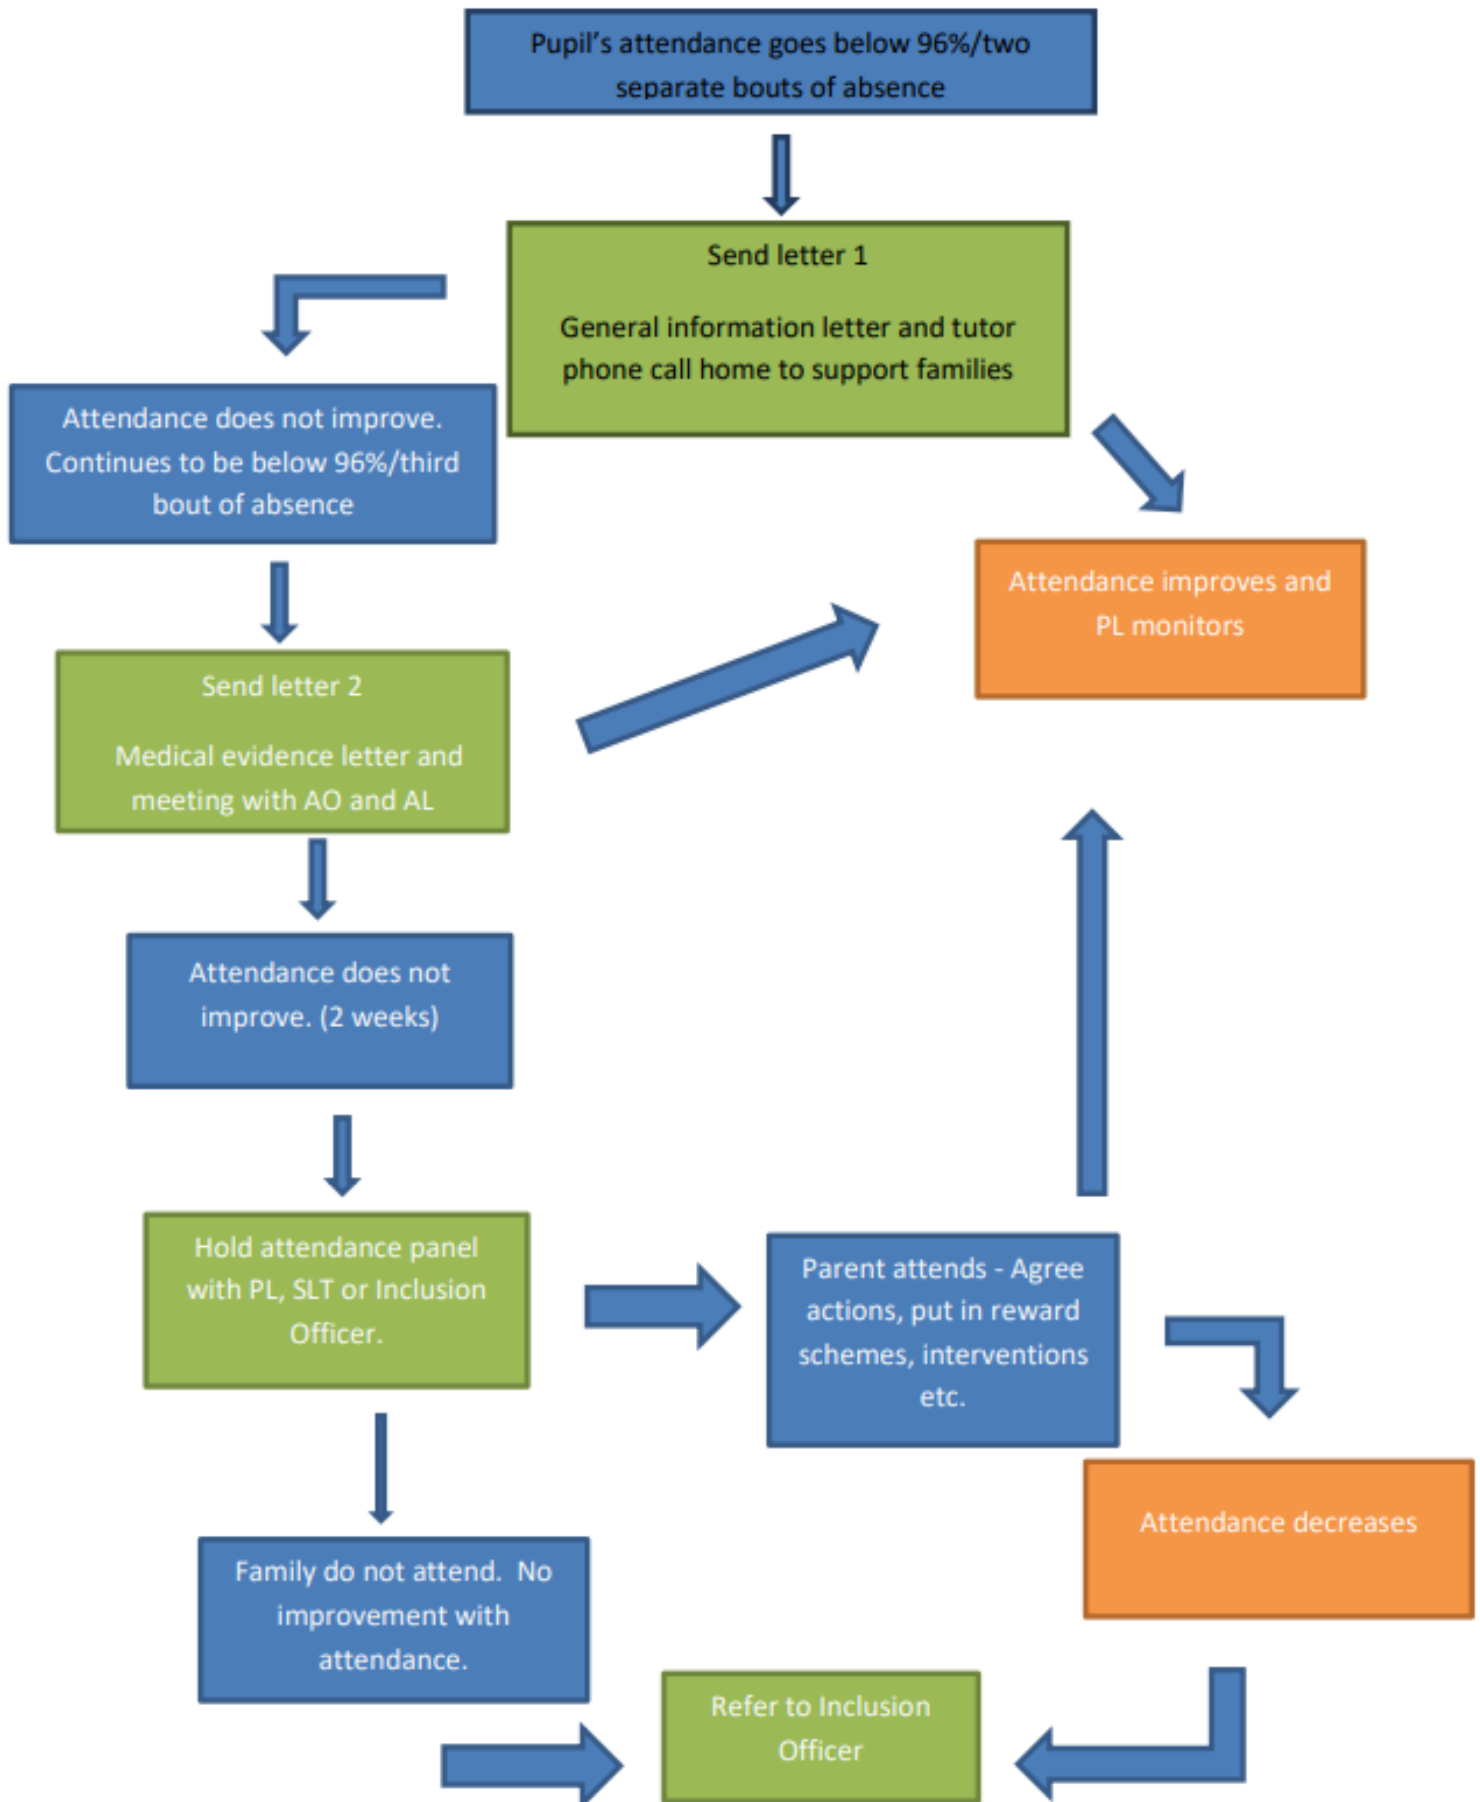 Pupil's attendance goes below 96%/two
separate bouts of absence
Send letter 1
General information letter and tutor
phone call home to support families
Attendance does not improve.
Continues to be below 96%/third
bout of absence
Attendance improves and
PL monitors
Send letter 2
Medical evidence letter and
meeting with AO and AL
Attendance does not
improve. (2 weeks)
Hold attendance panel
with PL, SLT or Inclusion
Officer.
Parent attends - Agree
actions, put in reward
schemes, interventions
etc.
Attendance decreases
Family do not attend.  No
improvement with
attendance.
Refer to Inclusion
Officer